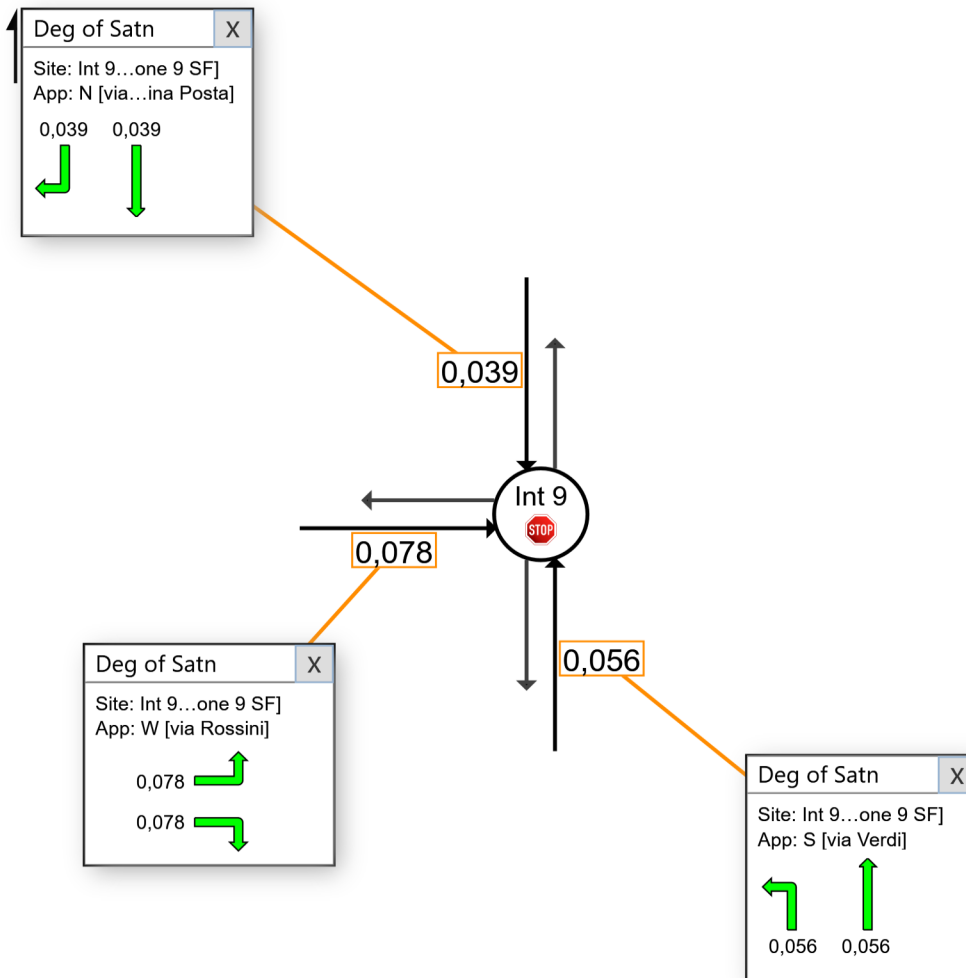 Deg of Satn X
Site: Int 9...one 9 SF]
App: N [via...ina Posta]
0,039 0,039
0,039
Int 9
STOP
0,078
0,056
Deg of Satn X
Site: Int 9...one 9 SF]
App: W [via Rossini]
0,078
0,078
Deg of Satn X
Site: Int 9...one 9 SF]
App: S [via Verdi]
0,056 0,056